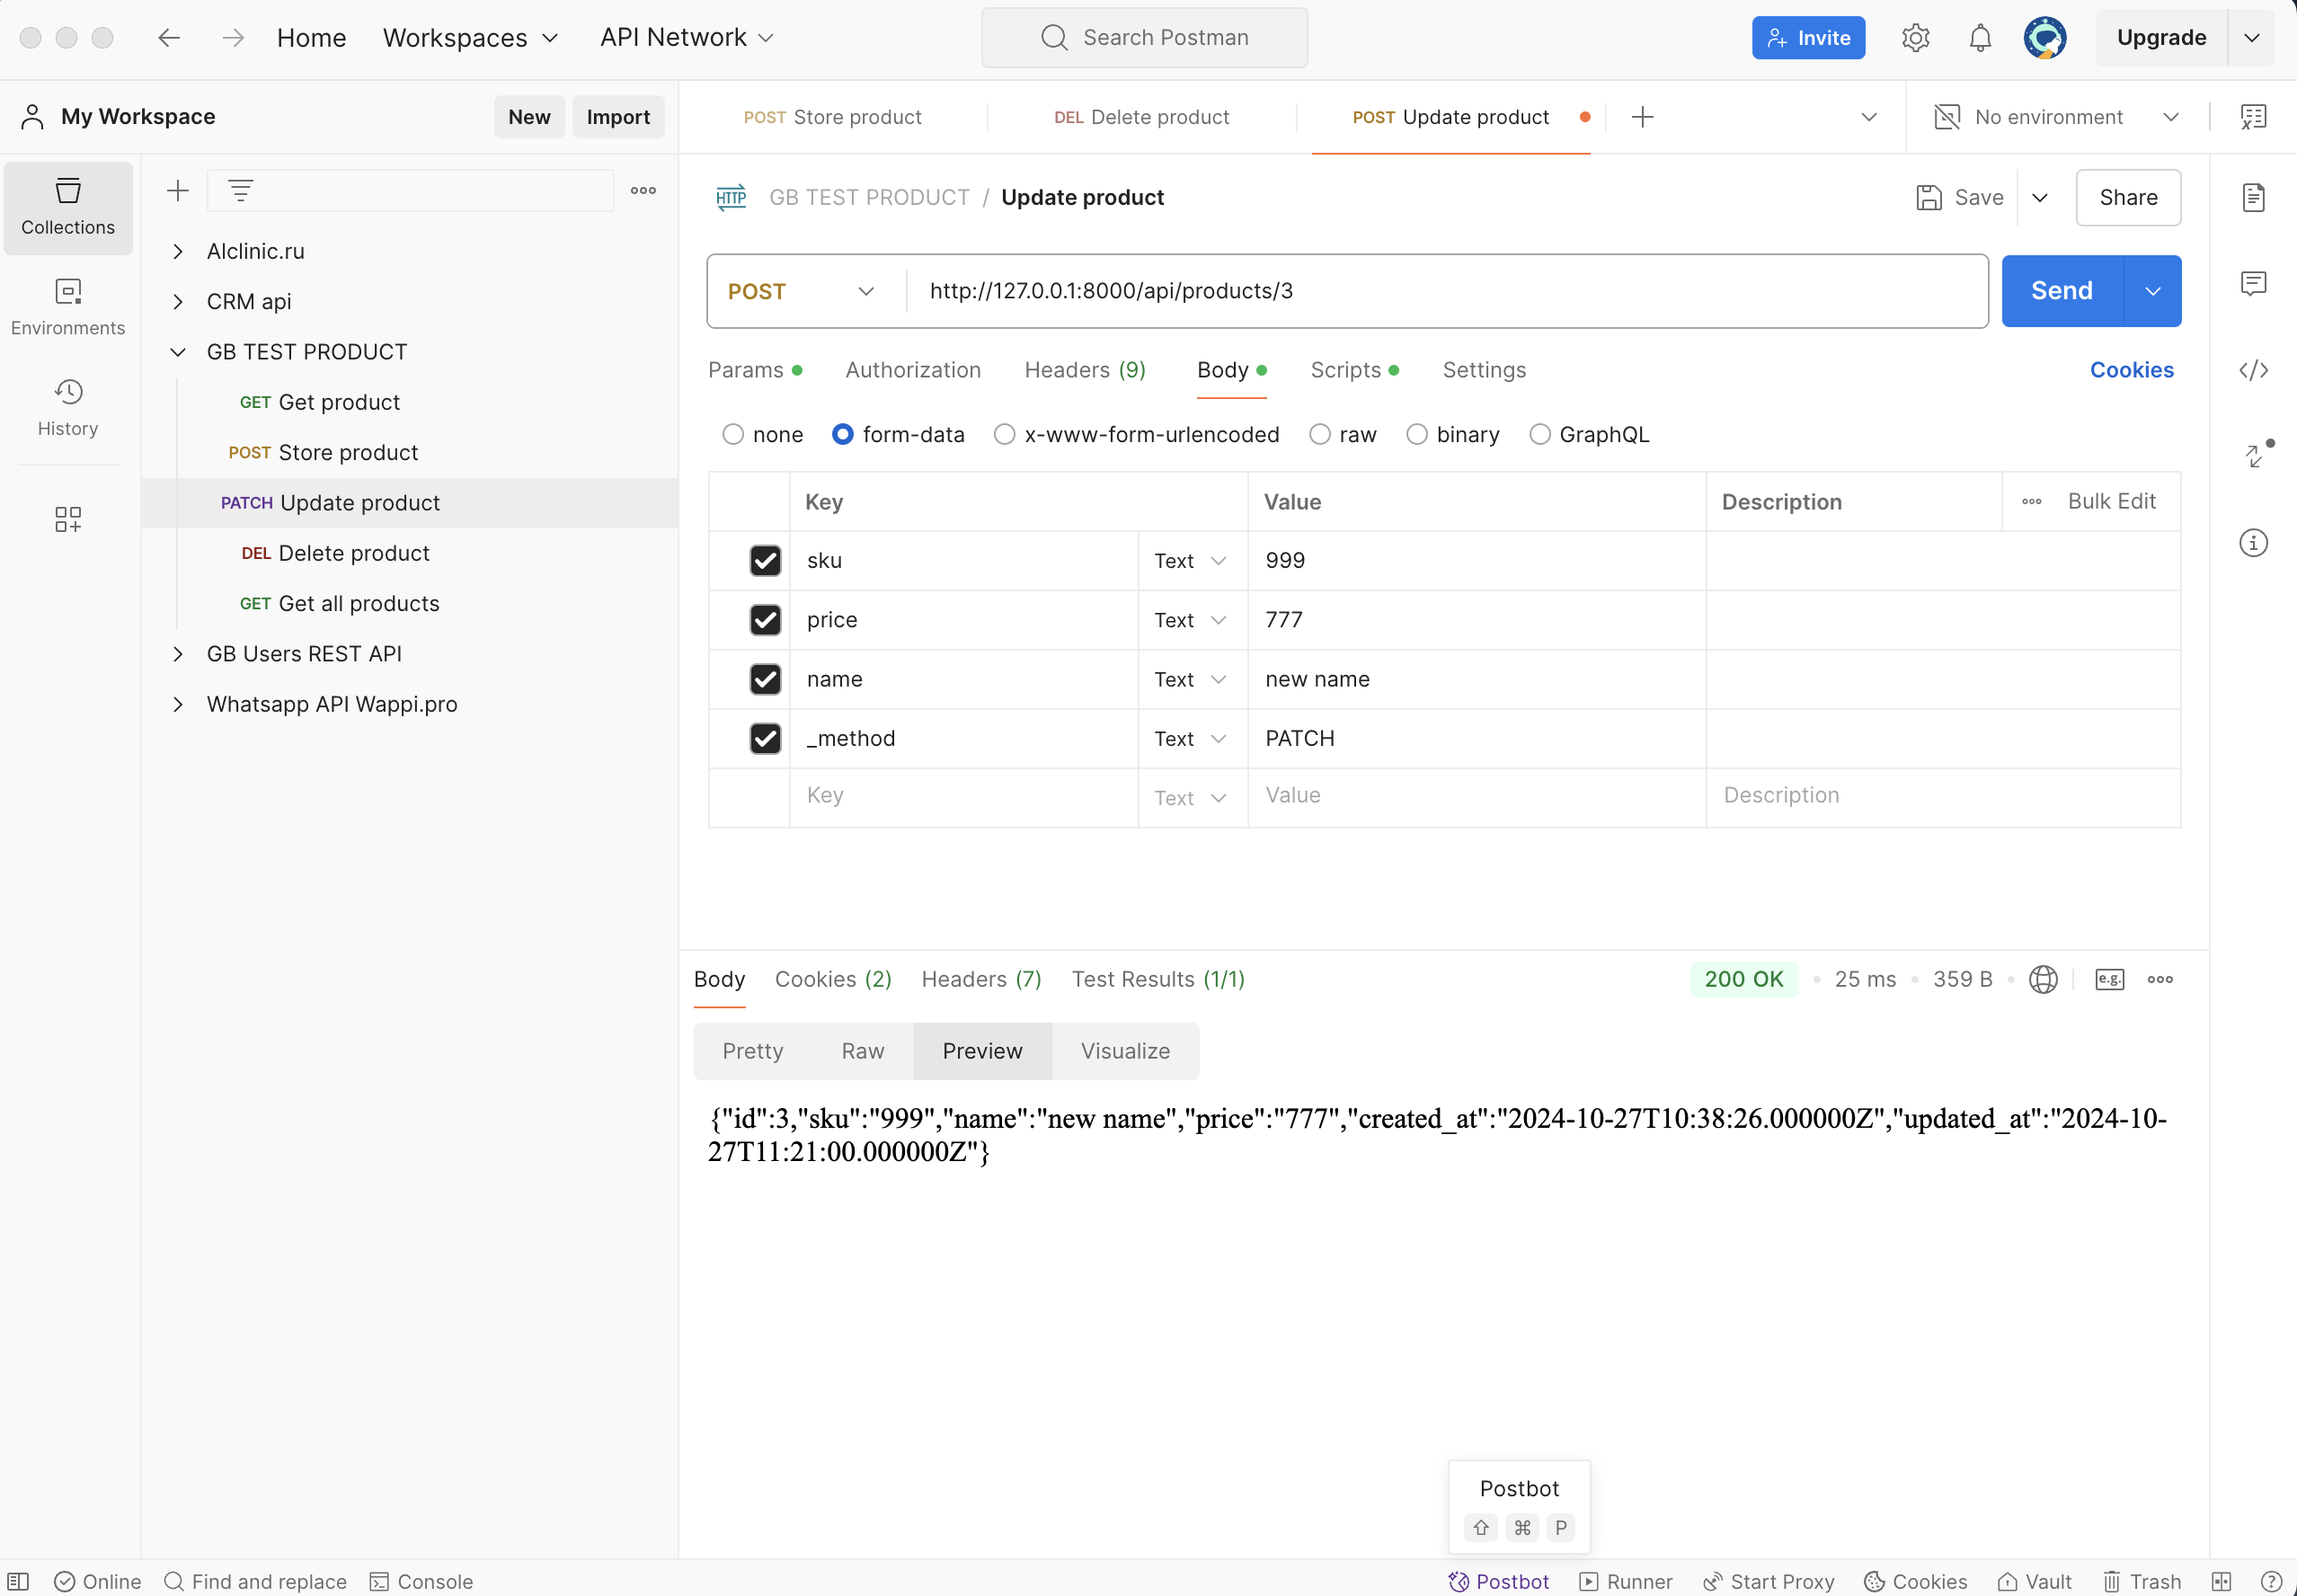 Home Workspaces API Network Search Postman Invite Upgrade
My Workspace New Import POST Store product DEL Delete product POST Update product No environment
Collections
Environments
History
Alclinic.ru
CRM api
GB TEST PRODUCT
GET Get product
POST Store product
PATCH Update product
DEL Delete product
GET Get all products
GB Users REST API
Whatsapp API Wappi.pro
HTTP GB TEST PRODUCT / Update product Save Share
POST http://127.0.0.1:8000/api/products/3 Send
Params Authorization Headers (9) Body Scripts Settings Cookies
none form-data x-www-form-urlencoded raw binary GraphQL
Key Value Description Bulk Edit
sku Text 999
price Text 777
name Text new name
_method Text PATCH
Key Text Value Description
Body Cookies (2) Headers (7) Test Results (1/1) 200 OK 25 ms 359 B e.g.
Pretty Raw Preview Visualize
{"id":3,"sku":"999","name":"new name","price":"777","created_at":"2024-10-27T10:38:26.000000Z","updated_at":"2024-10-
27T11:21:00.000000Z"}
Postbot
⇧ ⌘ P
Online Find and replace Console Postbot Runner Start Proxy Cookies Vault Trash